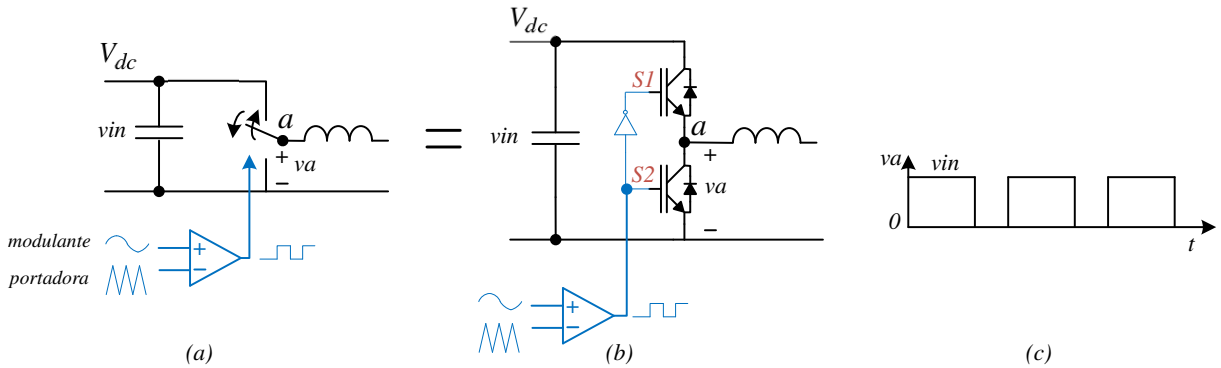 V_dc
vin
a
+
va
−
modulante
portadora
+
−
(a)
=
V_dc
vin
S1
a
+
S2
va
−
+
−
(b)
va
vin
0
t
(c)